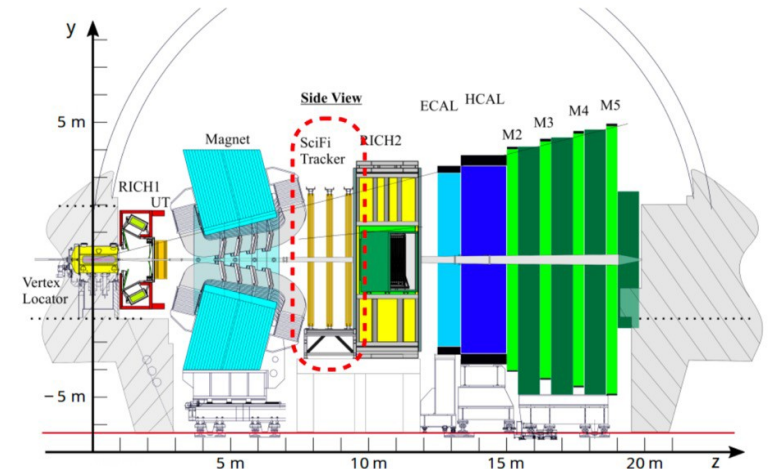 y
Side View
5 m
ECAL
HCAL
M2
M3
M4
M5
Magnet
SciFi
Tracker
RICH2
RICH1
UT
Vertex
Locator
− 5 m
5 m
10 m
15 m
20 m
z